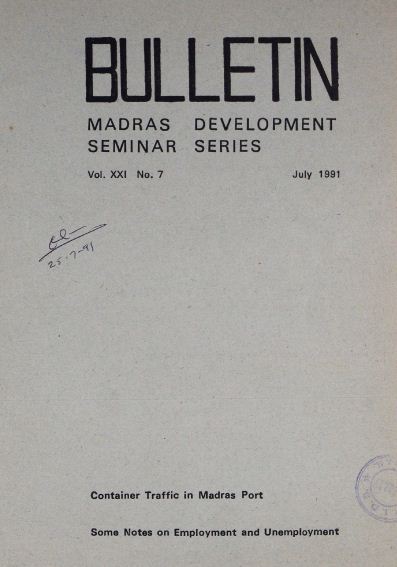 BULLETIN
MADRAS DEVELOPMENT
SEMINAR SERIES
Vol. XXI No. 7 July 1991
25-7-91
Container Traffic in Madras Port
Some Notes on Employment and Unemployment